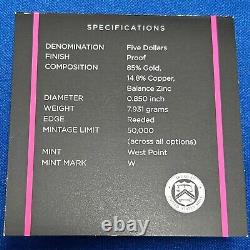 SPECIFICATIONS
DENOMINATION Five Dollars
FINISH Proof
COMPOSITION 85% Gold,
14.8% Copper,
Balance Zinc
DIAMETER 0.850 inch
WEIGHT 7.931 grams
EDGE Reeded
MINTAGE LIMIT 50,000
(across all options)
MINT West Point
MINT MARK W